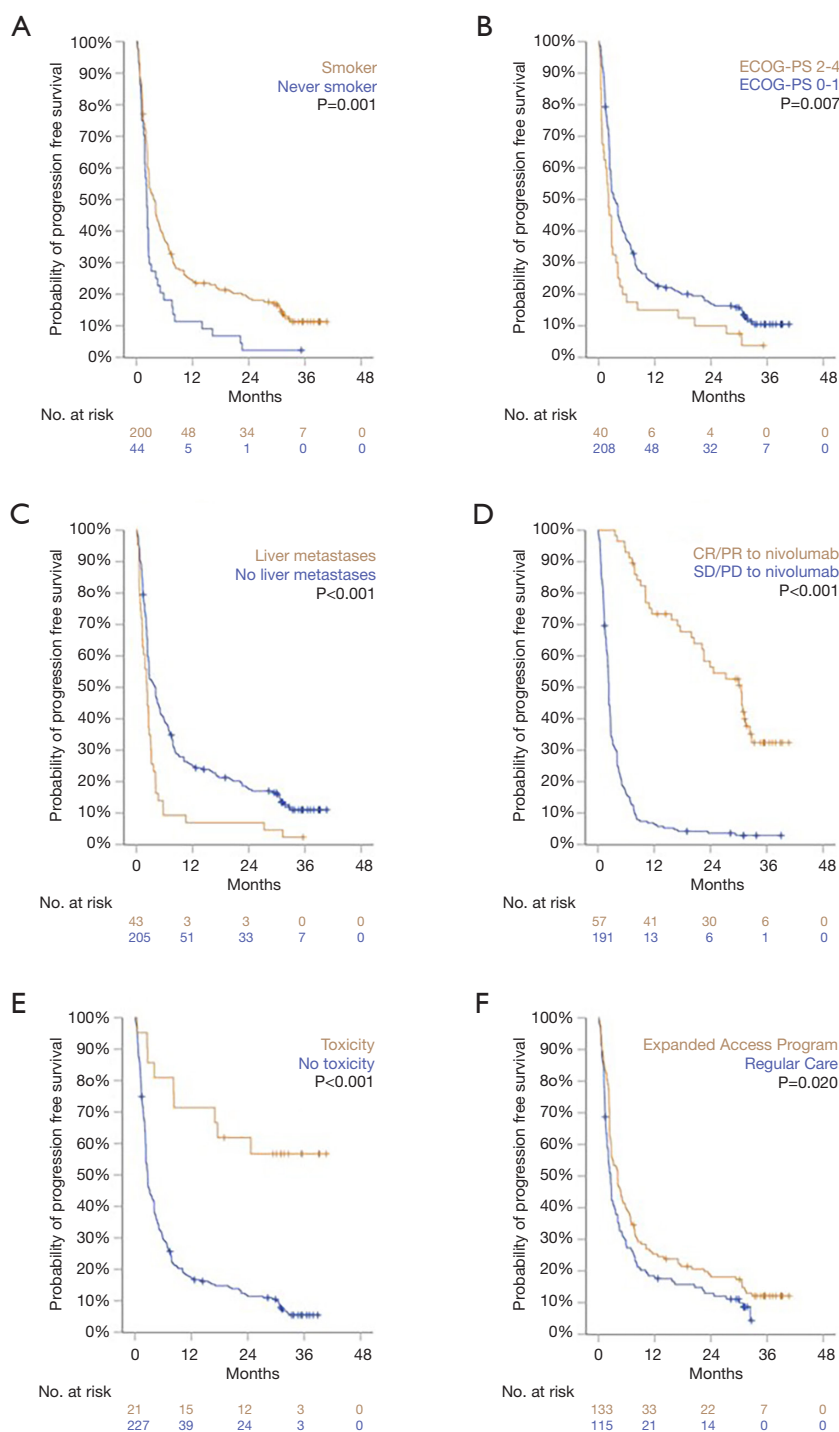 A
Probability of progression free survival
100%
90%
8o%
70%
60%
50%
40%
30%
20%
10%
0%
Smoker
Never smoker
P=0.001
0 12 24 36 48
Months
No. at risk
200 48 34 7 0
44 5 1 0 0
B
Probability of progression free survival
100%
90%
8o%
70%
60%
50%
40%
30%
20%
10%
0%
ECOG-PS 2-4
ECOG-PS 0-1
P=0.007
0 12 24 36 48
Months
No. at risk
40 6 4 0 0
208 48 32 7 0
C
Probability of progression free survival
100%
90%
8o%
70%
60%
50%
40%
30%
20%
10%
0%
Liver metastases
No liver metastases
P<0.001
0 12 24 36 48
Months
No. at risk
43 3 3 0 0
205 51 33 7 0
D
Probability of progression free survival
100%
90%
8o%
70%
60%
50%
40%
30%
20%
10%
0%
CR/PR to nivolumab
SD/PD to nivolumab
P<0.001
0 12 24 36 48
Months
No. at risk
57 41 30 6 0
191 13 6 1 0
E
Probability of progression free survival
100%
90%
8o%
70%
60%
50%
40%
30%
20%
10%
0%
Toxicity
No toxicity
P<0.001
0 12 24 36 48
Months
No. at risk
21 15 12 3 0
227 39 24 3 0
F
Probability of progression free survival
100%
90%
8o%
70%
60%
50%
40%
30%
20%
10%
0%
Expanded Access Program
Regular Care
P=0.020
0 12 24 36 48
Months
No. at risk
133 33 22 7 0
115 21 14 0 0